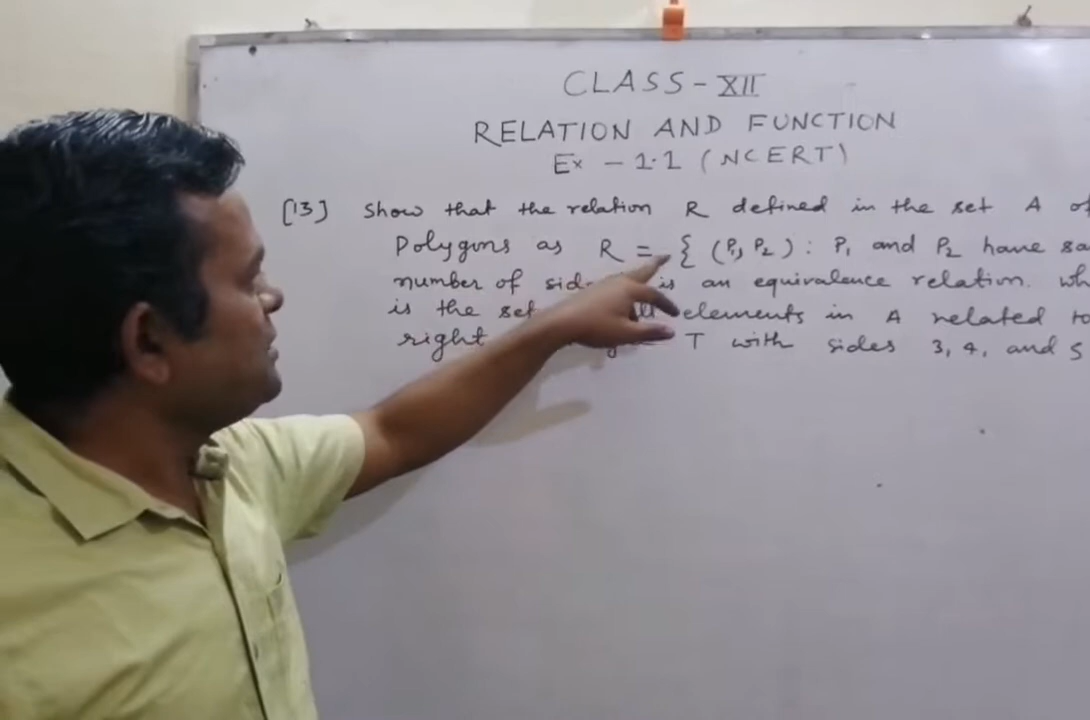 CLASS - XII
RELATION AND FUNCTION
Ex - 1.1 (NCERT)
[13] Show that the relation R defined in the set A of
Polygons as R = { (P₁, P₂) : P₁ and P₂ have sa
number of is an equivalence relation. Wh
is the set elements in A related to
right T with sides 3, 4, and 5